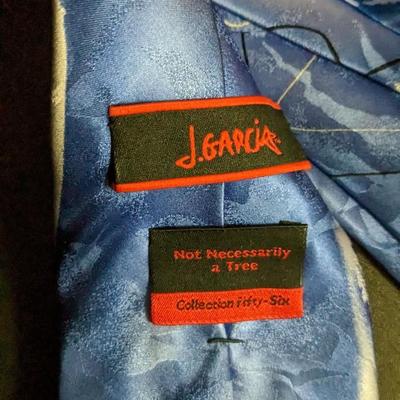 J.GARCIA
Not Necessarily
a Tree
Collection Fifty-Six